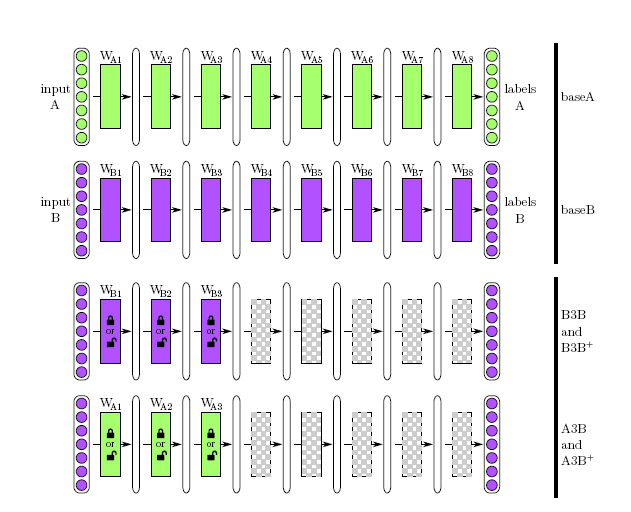 W_A1 W_A2 W_A3 W_A4 W_A5 W_A6 W_A7 W_A8
input
A
labels
A
baseA
W_B1 W_B2 W_B3 W_B4 W_B5 W_B6 W_B7 W_B8
input
B
labels
B
baseB
W_B1 W_B2 W_B3
or or or
B3B
and
B3B⁺
W_A1 W_A2 W_A3
or or or
A3B
and
A3B⁺